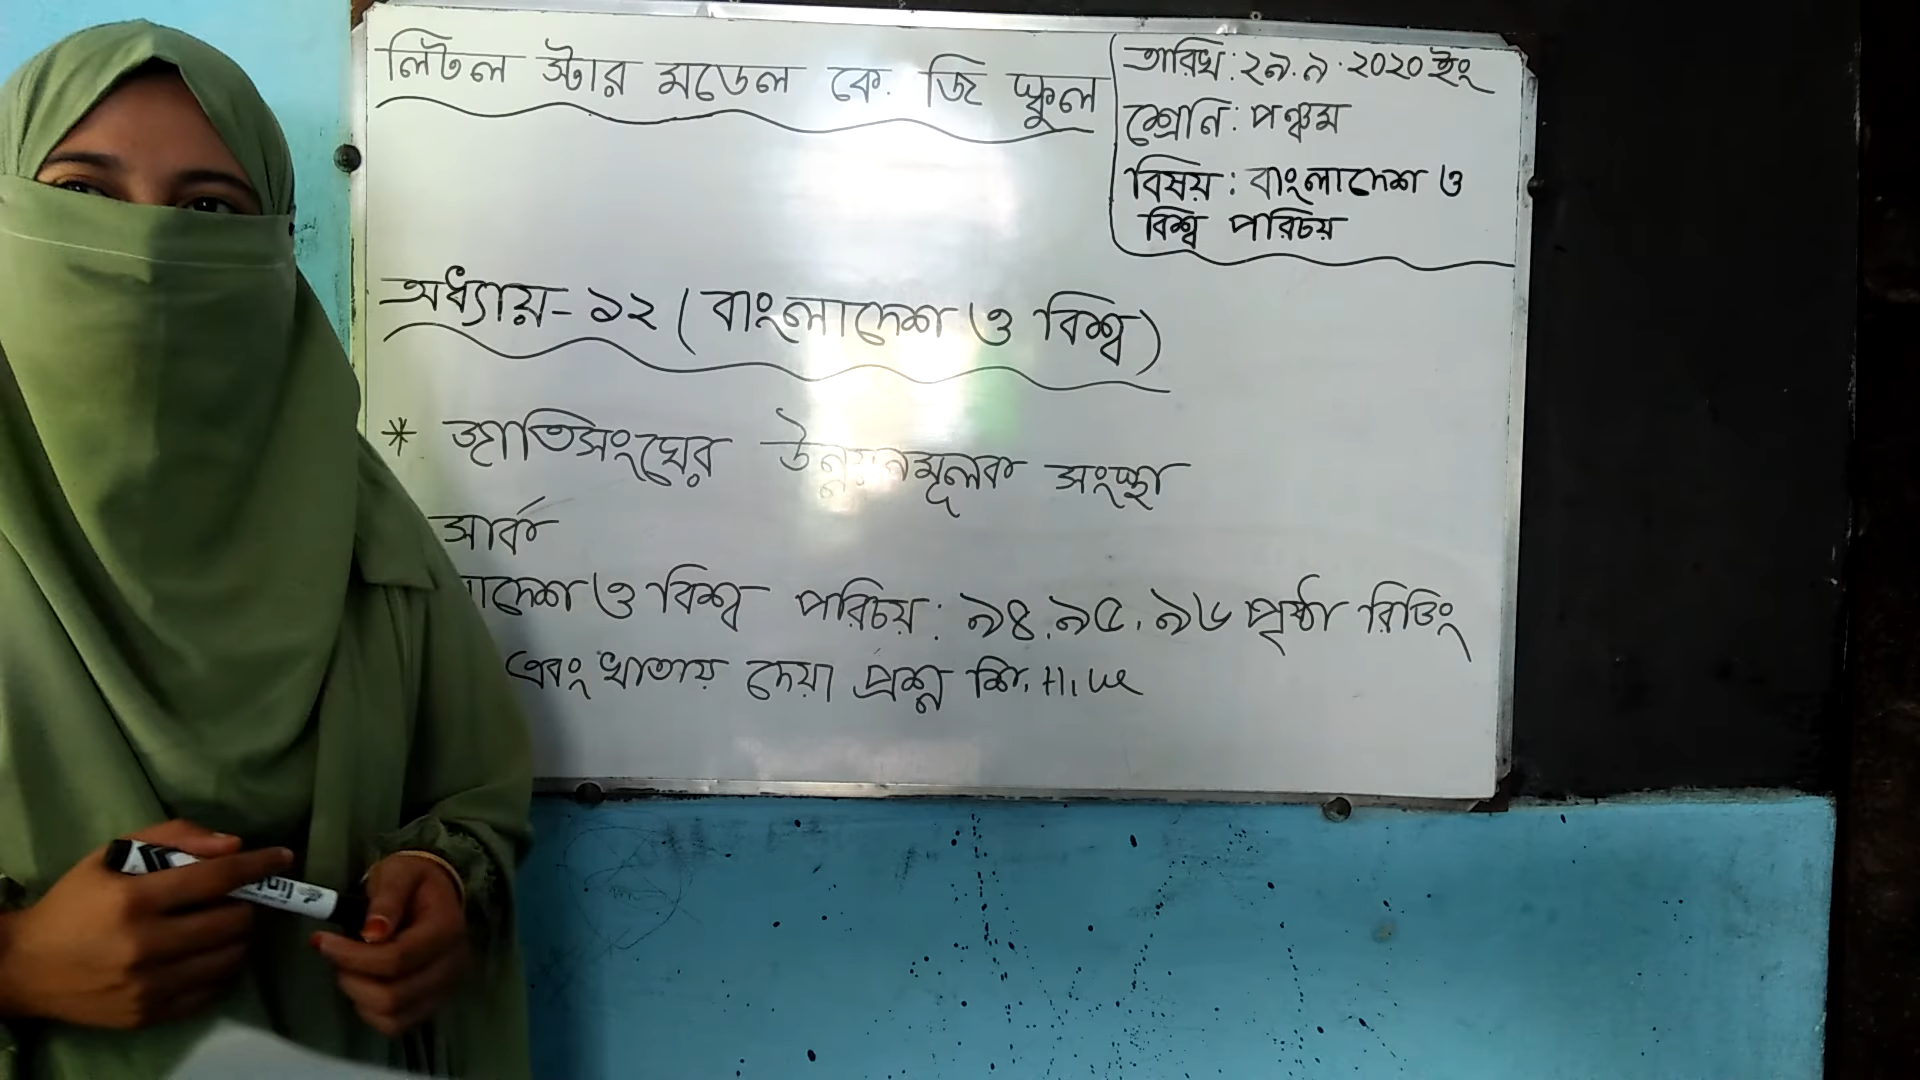 লিটল স্টার মডেল কে. জি স্কুল
তারিখ: ২৯.৯.২০২০ ইং
শ্রেনি: পঞ্চম
বিষয়: বাংলাদেশ ও
বিশ্ব পরিচয়
অধ্যায়-১২ (বাংলাদেশ ও বিশ্ব)
* জাতিসংঘের উন্নয়নমূলক সংস্থা
সার্ক
াদেশ ও বিশ্ব পরিচয়: ৯৪,৯৫,৯৬ পৃষ্ঠা রিডিং
এবং খাতায় দেয়া প্রশ্ন শি. H.W